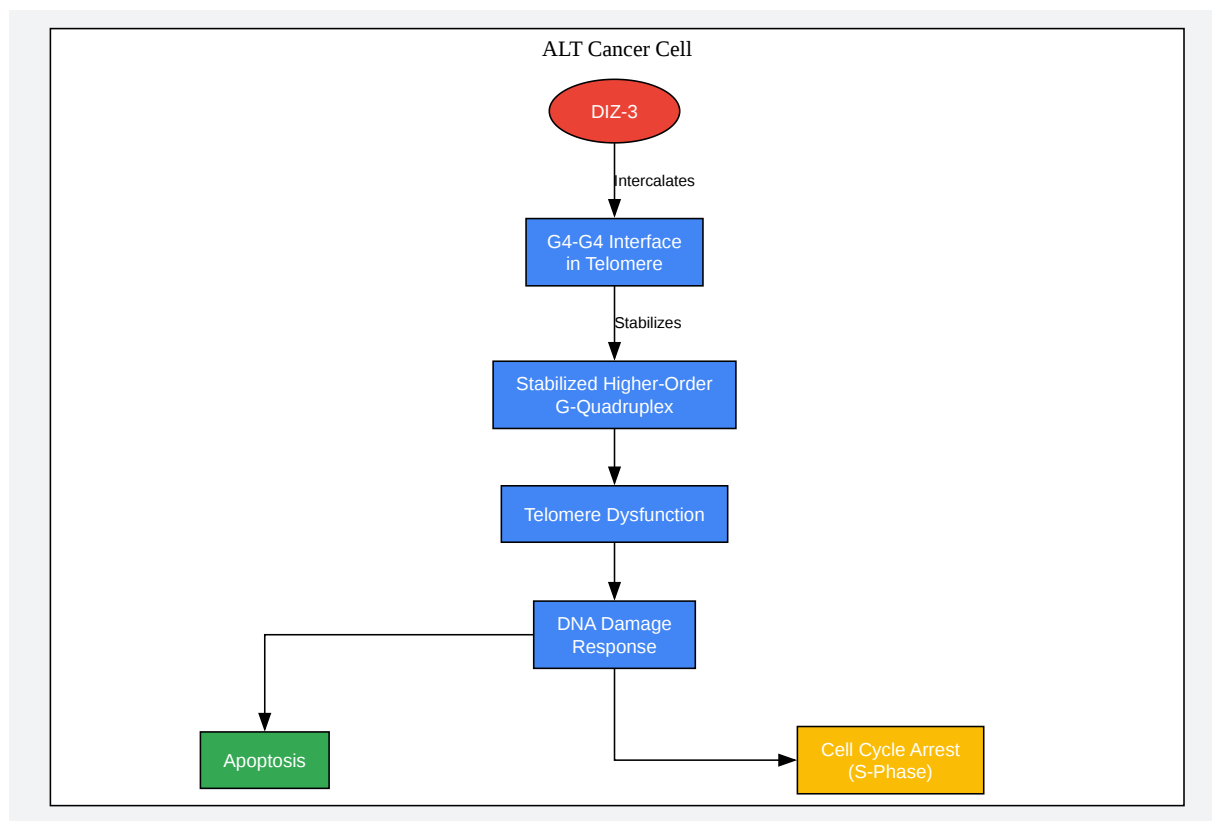 ALT Cancer Cell
DIZ-3
Intercalates
G4-G4 Interface
in Telomere
Stabilizes
Stabilized Higher-Order
G-Quadruplex
Telomere Dysfunction
DNA Damage
Response
Apoptosis
Cell Cycle Arrest
(S-Phase)